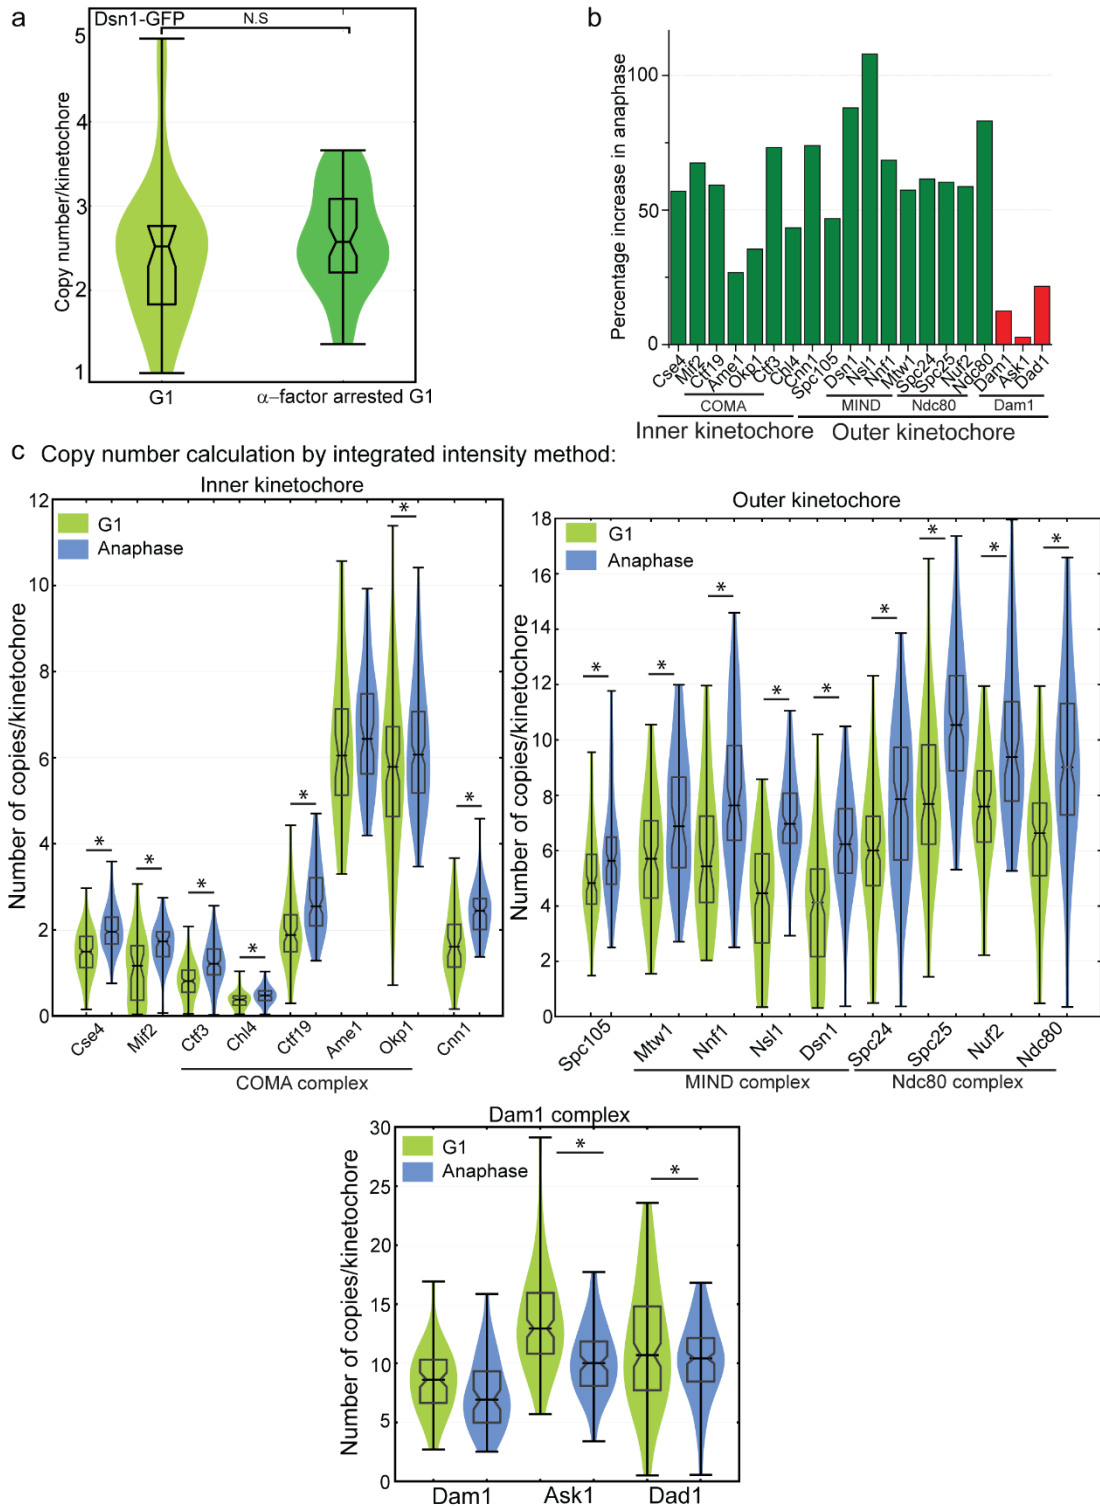 a
Dsn1-GFP
N.S
Copy number/kinetochore
5
4
3
2
1
G1
α–factor arrested G1
b
Percentage increase in anaphase
100
50
0
Cse4
Mif2
Ctf19
Ame1
Okp1
Ctf3
Chl4
Cnn1
Spc105
Dsn1
Nsl1
Nnf1
Mtw1
Spc24
Spc25
Nuf2
Ndc80
Dam1
Ask1
Dad1
COMA
MIND
Ndc80
Dam1
Inner kinetochore
Outer kinetochore
c Copy number calculation by integrated intensity method:
Inner kinetochore
Number of copies/kinetochore
12
10
8
6
4
2
0
G1
Anaphase
*
*
*
*
*
*
*
Cse4
Mif2
Ctf3
Chl4
Ctf19
Ame1
Okp1
Cnn1
COMA complex
Outer kinetochore
Number of copies/kinetochore
18
16
14
12
10
8
6
4
2
0
G1
Anaphase
*
*
*
*
*
*
*
*
*
Spc105
Mtw1
Nnf1
Nsl1
Dsn1
Spc24
Spc25
Nuf2
Ndc80
MIND complex
Ndc80 complex
Dam1 complex
Number of copies/kinetochore
30
25
20
15
10
5
0
G1
Anaphase
*
*
Dam1
Ask1
Dad1